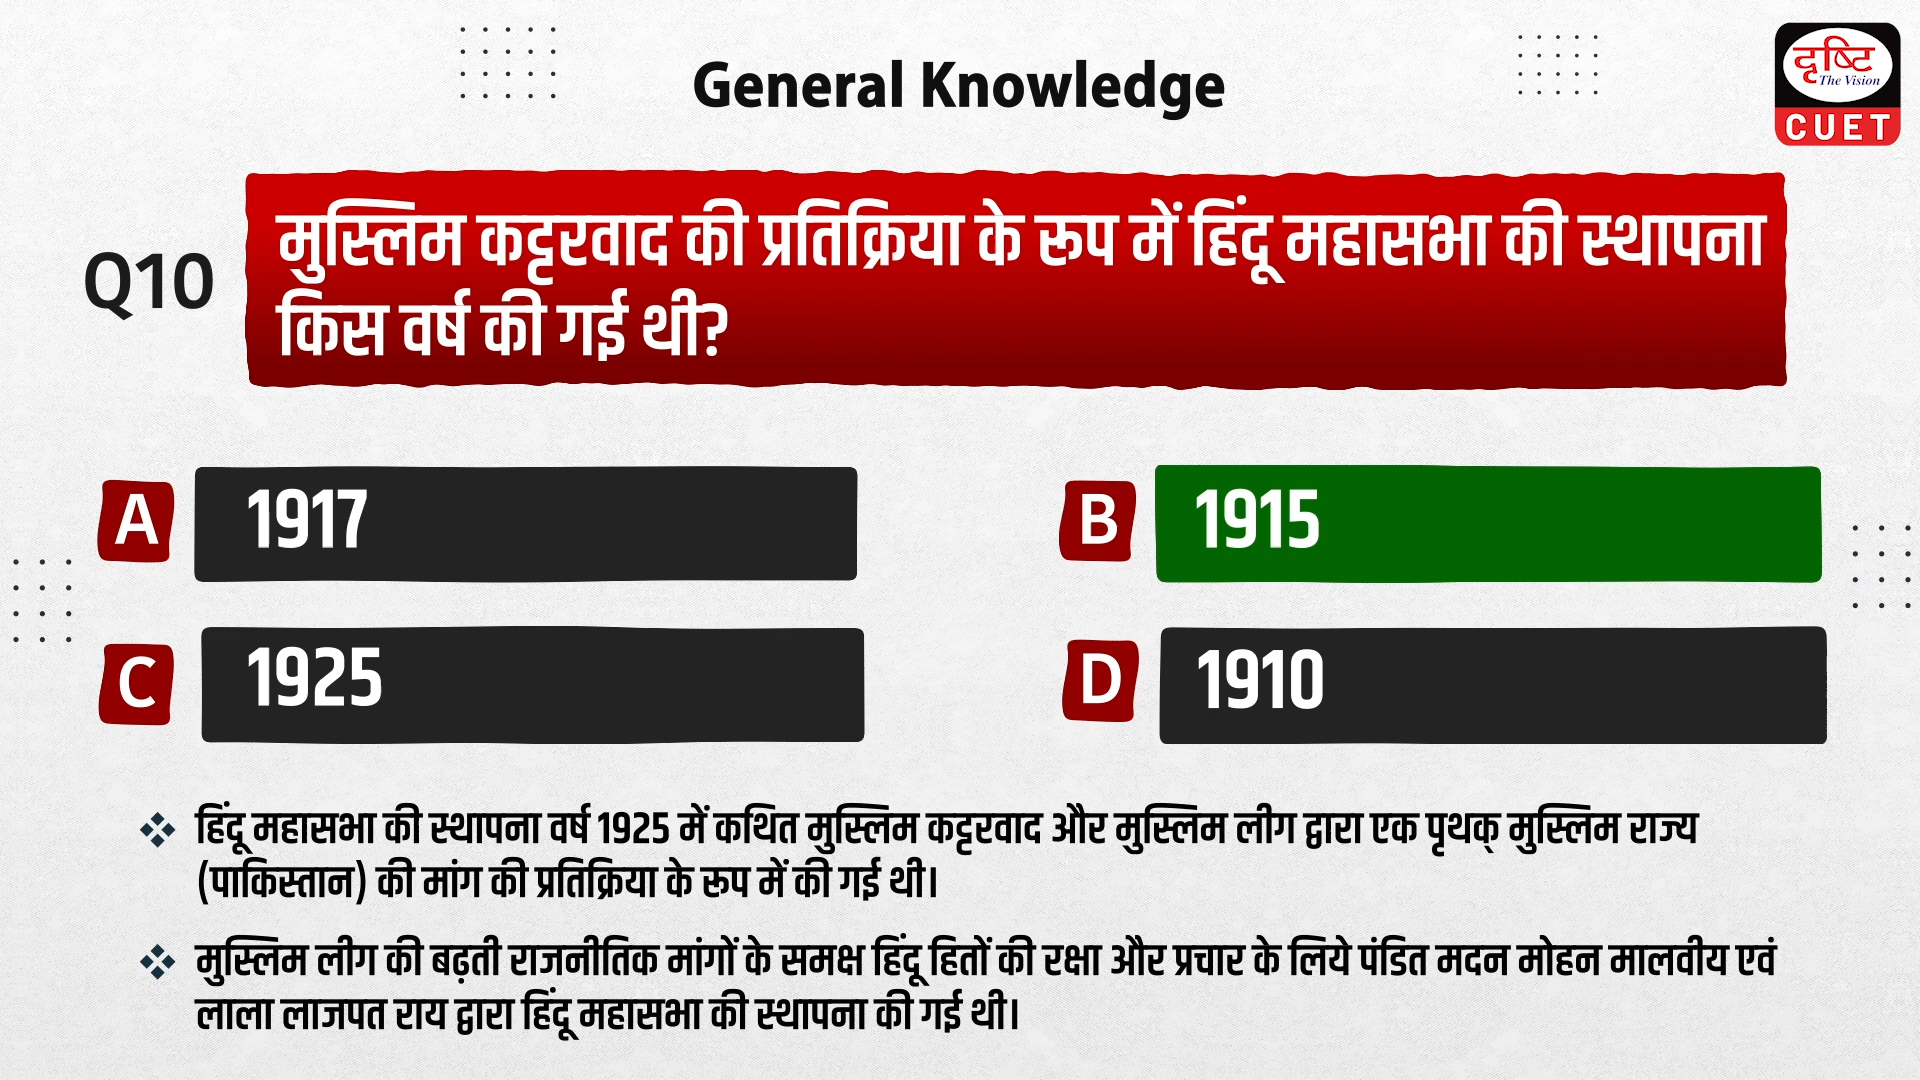 General Knowledge
दृष्टि
The Vision
CUET
Q10
मुस्लिम कट्टरवाद की प्रतिक्रिया के रूप में हिंदू महासभा की स्थापना
किस वर्ष की गई थी?
A 1917
B 1915
C 1925
D 1910
❖ हिंदू महासभा की स्थापना वर्ष 1925 में कथित मुस्लिम कट्टरवाद और मुस्लिम लीग द्वारा एक पृथक् मुस्लिम राज्य
(पाकिस्तान) की मांग की प्रतिक्रिया के रूप में की गई थी।
❖ मुस्लिम लीग की बढ़ती राजनीतिक मांगों के समक्ष हिंदू हितों की रक्षा और प्रचार के लिये पंडित मदन मोहन मालवीय एवं
लाला लाजपत राय द्वारा हिंदू महासभा की स्थापना की गई थी।